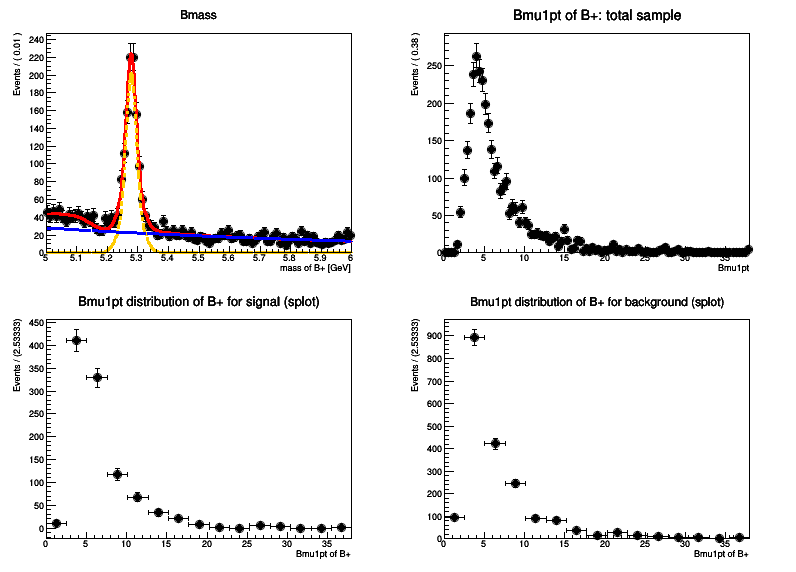 Bmass
Events / ( 0.01 )
240
220
200
180
160
140
120
100
80
60
40
20
0
5 5.1 5.2 5.3 5.4 5.5 5.6 5.7 5.8 5.9 6
mass of B+ [GeV]
Bmu1pt of B+: total sample
Events / ( 0.38 )
250
200
150
100
50
0
0 5 10 15 20 25 30 35
Bmu1pt
Bmu1pt distribution of B+ for signal (splot)
Events / (2.53333)
450
400
350
300
250
200
150
100
50
0
0 5 10 15 20 25 30 35
Bmu1pt of B+
Bmu1pt distribution of B+ for background (splot)
Events / (2.53333)
900
800
700
600
500
400
300
200
100
0
0 5 10 15 20 25 30 35
Bmu1pt of B+